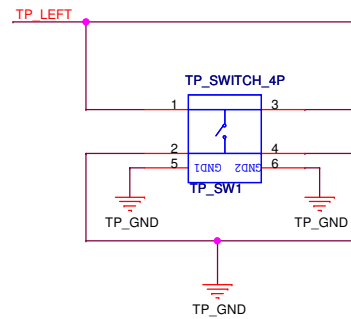 TP_LEFT
TP_SWITCH_4P
1 3
2 4
5 GND1 GND2 6
TP_SW1
TP_GND TP_GND
TP_GND